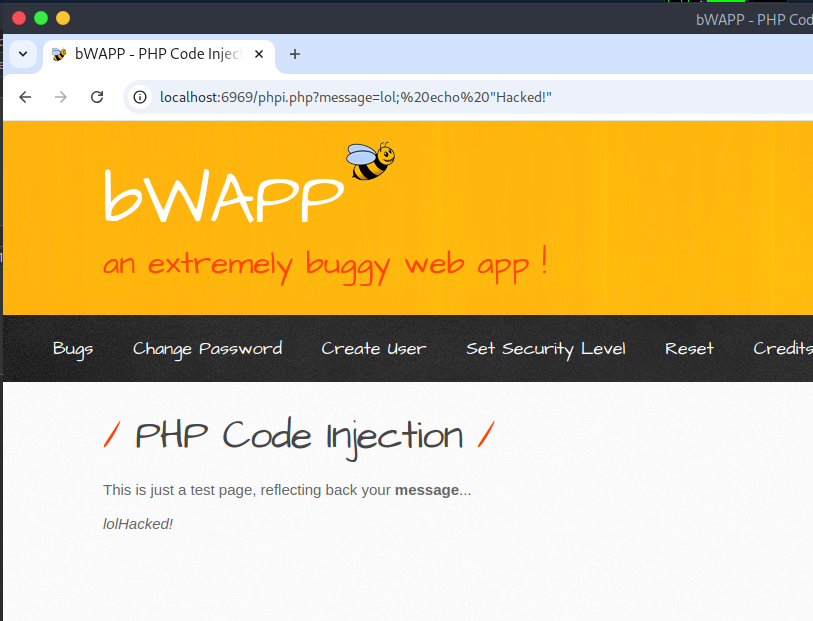 bWAPP - PHP Cod
bWAPP - PHP Code Injec
localhost:6969/phpi.php?message=lol;%20echo%20"Hacked!"
bWAPP
an extremely buggy web app !
Bugs Change Password Create User Set Security Level Reset Credits
/ PHP Code Injection /
This is just a test page, reflecting back your message...
lolHacked!